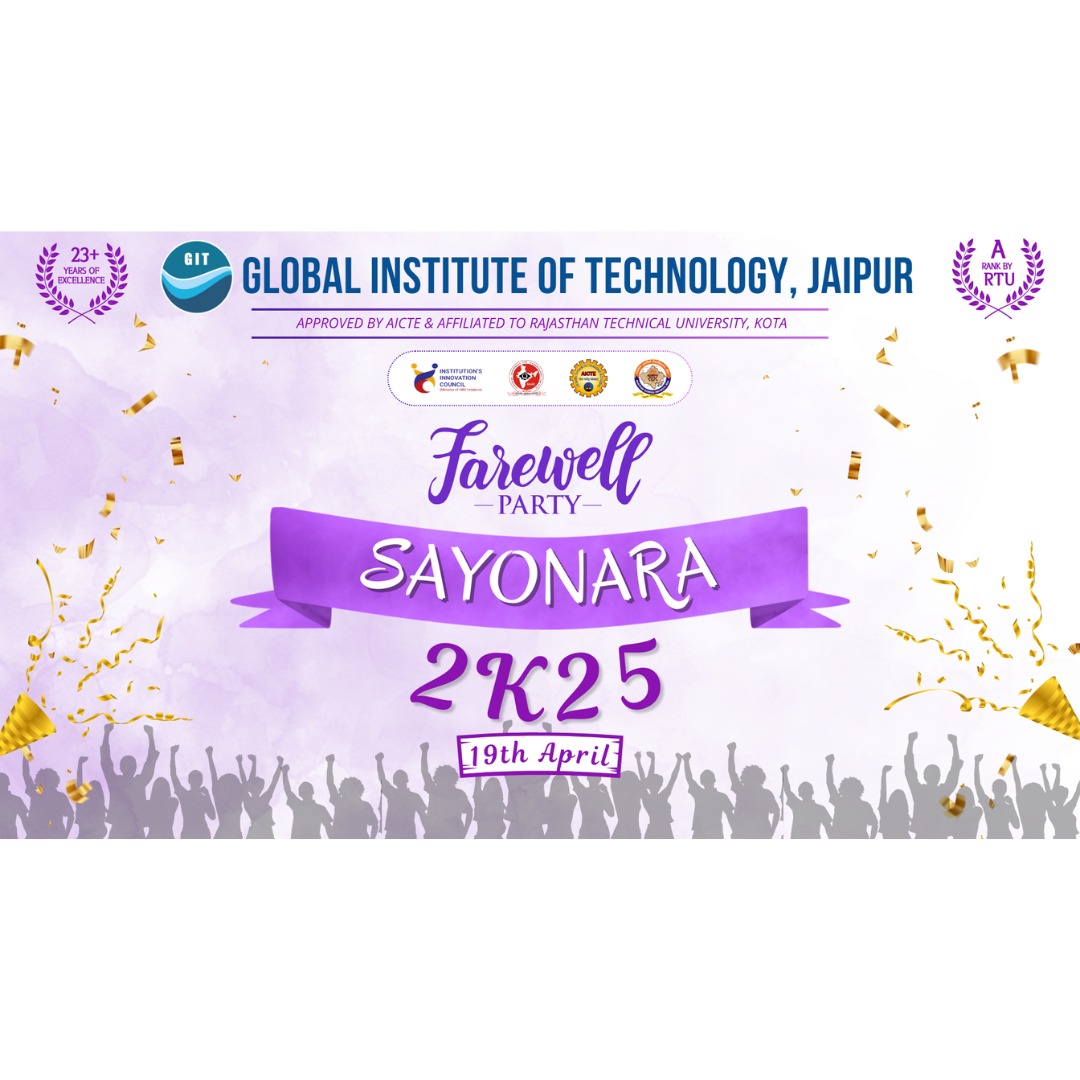 23+
YEARS OF
EXCELLENCE
GIT
GLOBAL INSTITUTE OF TECHNOLOGY, JAIPUR
A
RANK BY
RTU
APPROVED BY AICTE & AFFILIATED TO RAJASTHAN TECHNICAL UNIVERSITY, KOTA
INSTITUTION'S
INNOVATION
COUNCIL
AICTE
Farewell
PARTY
SAYONARA
2K25
19th April